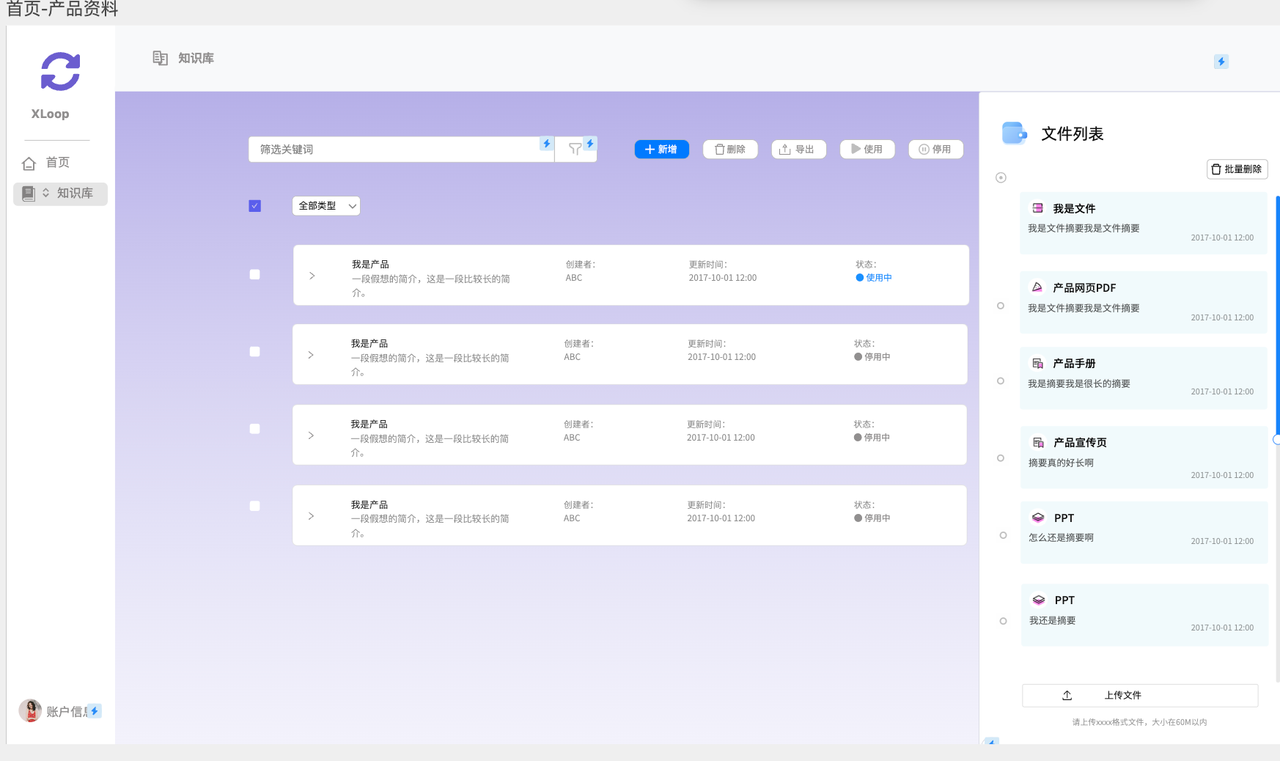 首页-产品资料
XLoop
首页
知识库
账户信息
知识库
筛选关键词
新增
删除
导出
使用
停用
全部类型
我是产品
一段假想的简介，这是一段比较长的简
介。
创建者：
ABC
更新时间：
2017-10-01 12:00
状态：
使用中
我是产品
一段假想的简介，这是一段比较长的简
介。
创建者：
ABC
更新时间：
2017-10-01 12:00
状态：
停用中
我是产品
一段假想的简介，这是一段比较长的简
介。
创建者：
ABC
更新时间：
2017-10-01 12:00
状态：
停用中
我是产品
一段假想的简介，这是一段比较长的简
介。
创建者：
ABC
更新时间：
2017-10-01 12:00
状态：
停用中
文件列表
批量删除
我是文件
我是文件摘要我是文件摘要
2017-10-01 12:00
产品网页PDF
我是文件摘要我是文件摘要
2017-10-01 12:00
产品手册
我是摘要我是很长的摘要
2017-10-01 12:00
产品宣传页
摘要真的好长啊
2017-10-01 12:00
PPT
怎么还是摘要啊
2017-10-01 12:00
PPT
我还是摘要
2017-10-01 12:00
上传文件
请上传xxxx格式文件，大小在60M以内